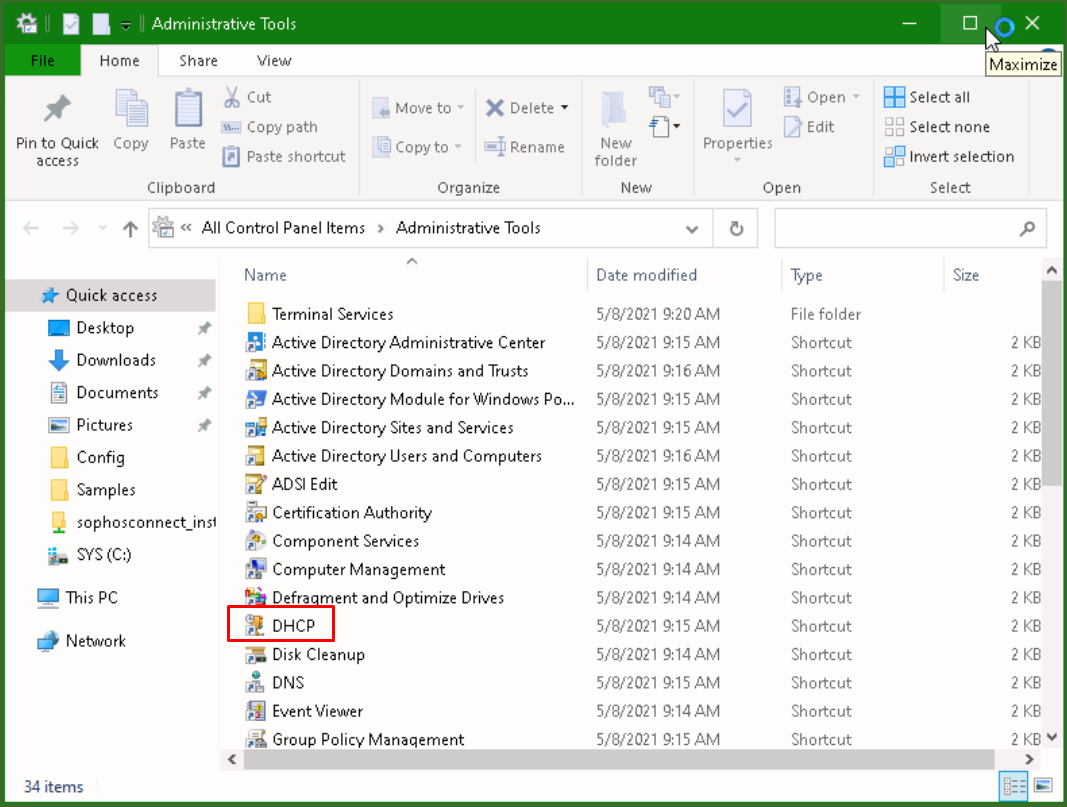 Administrative Tools
Maximize
File Home Share View
Pin to Quick access
Copy
Paste
Cut
Copy path
Paste shortcut
Clipboard
Move to
Copy to
Delete
Rename
Organize
New folder
New
Properties
Open
Edit
Open
Select all
Select none
Invert selection
Select
« All Control Panel Items > Administrative Tools
Quick access
Desktop
Downloads
Documents
Pictures
Config
Samples
sophosconnect_inst
SYS (C:)
This PC
Network
Name Date modified Type Size
Terminal Services 5/8/2021 9:20 AM File folder
Active Directory Administrative Center 5/8/2021 9:15 AM Shortcut 2 KB
Active Directory Domains and Trusts 5/8/2021 9:16 AM Shortcut 2 KB
Active Directory Module for Windows Po... 5/8/2021 9:15 AM Shortcut 2 KB
Active Directory Sites and Services 5/8/2021 9:15 AM Shortcut 2 KB
Active Directory Users and Computers 5/8/2021 9:16 AM Shortcut 2 KB
ADSI Edit 5/8/2021 9:15 AM Shortcut 2 KB
Certification Authority 5/8/2021 9:15 AM Shortcut 2 KB
Component Services 5/8/2021 9:14 AM Shortcut 2 KB
Computer Management 5/8/2021 9:14 AM Shortcut 2 KB
Defragment and Optimize Drives 5/8/2021 9:14 AM Shortcut 2 KB
DHCP 5/8/2021 9:15 AM Shortcut 2 KB
Disk Cleanup 5/8/2021 9:14 AM Shortcut 2 KB
DNS 5/8/2021 9:15 AM Shortcut 2 KB
Event Viewer 5/8/2021 9:14 AM Shortcut 2 KB
Group Policy Management 5/8/2021 9:15 AM Shortcut 2 KB
34 items